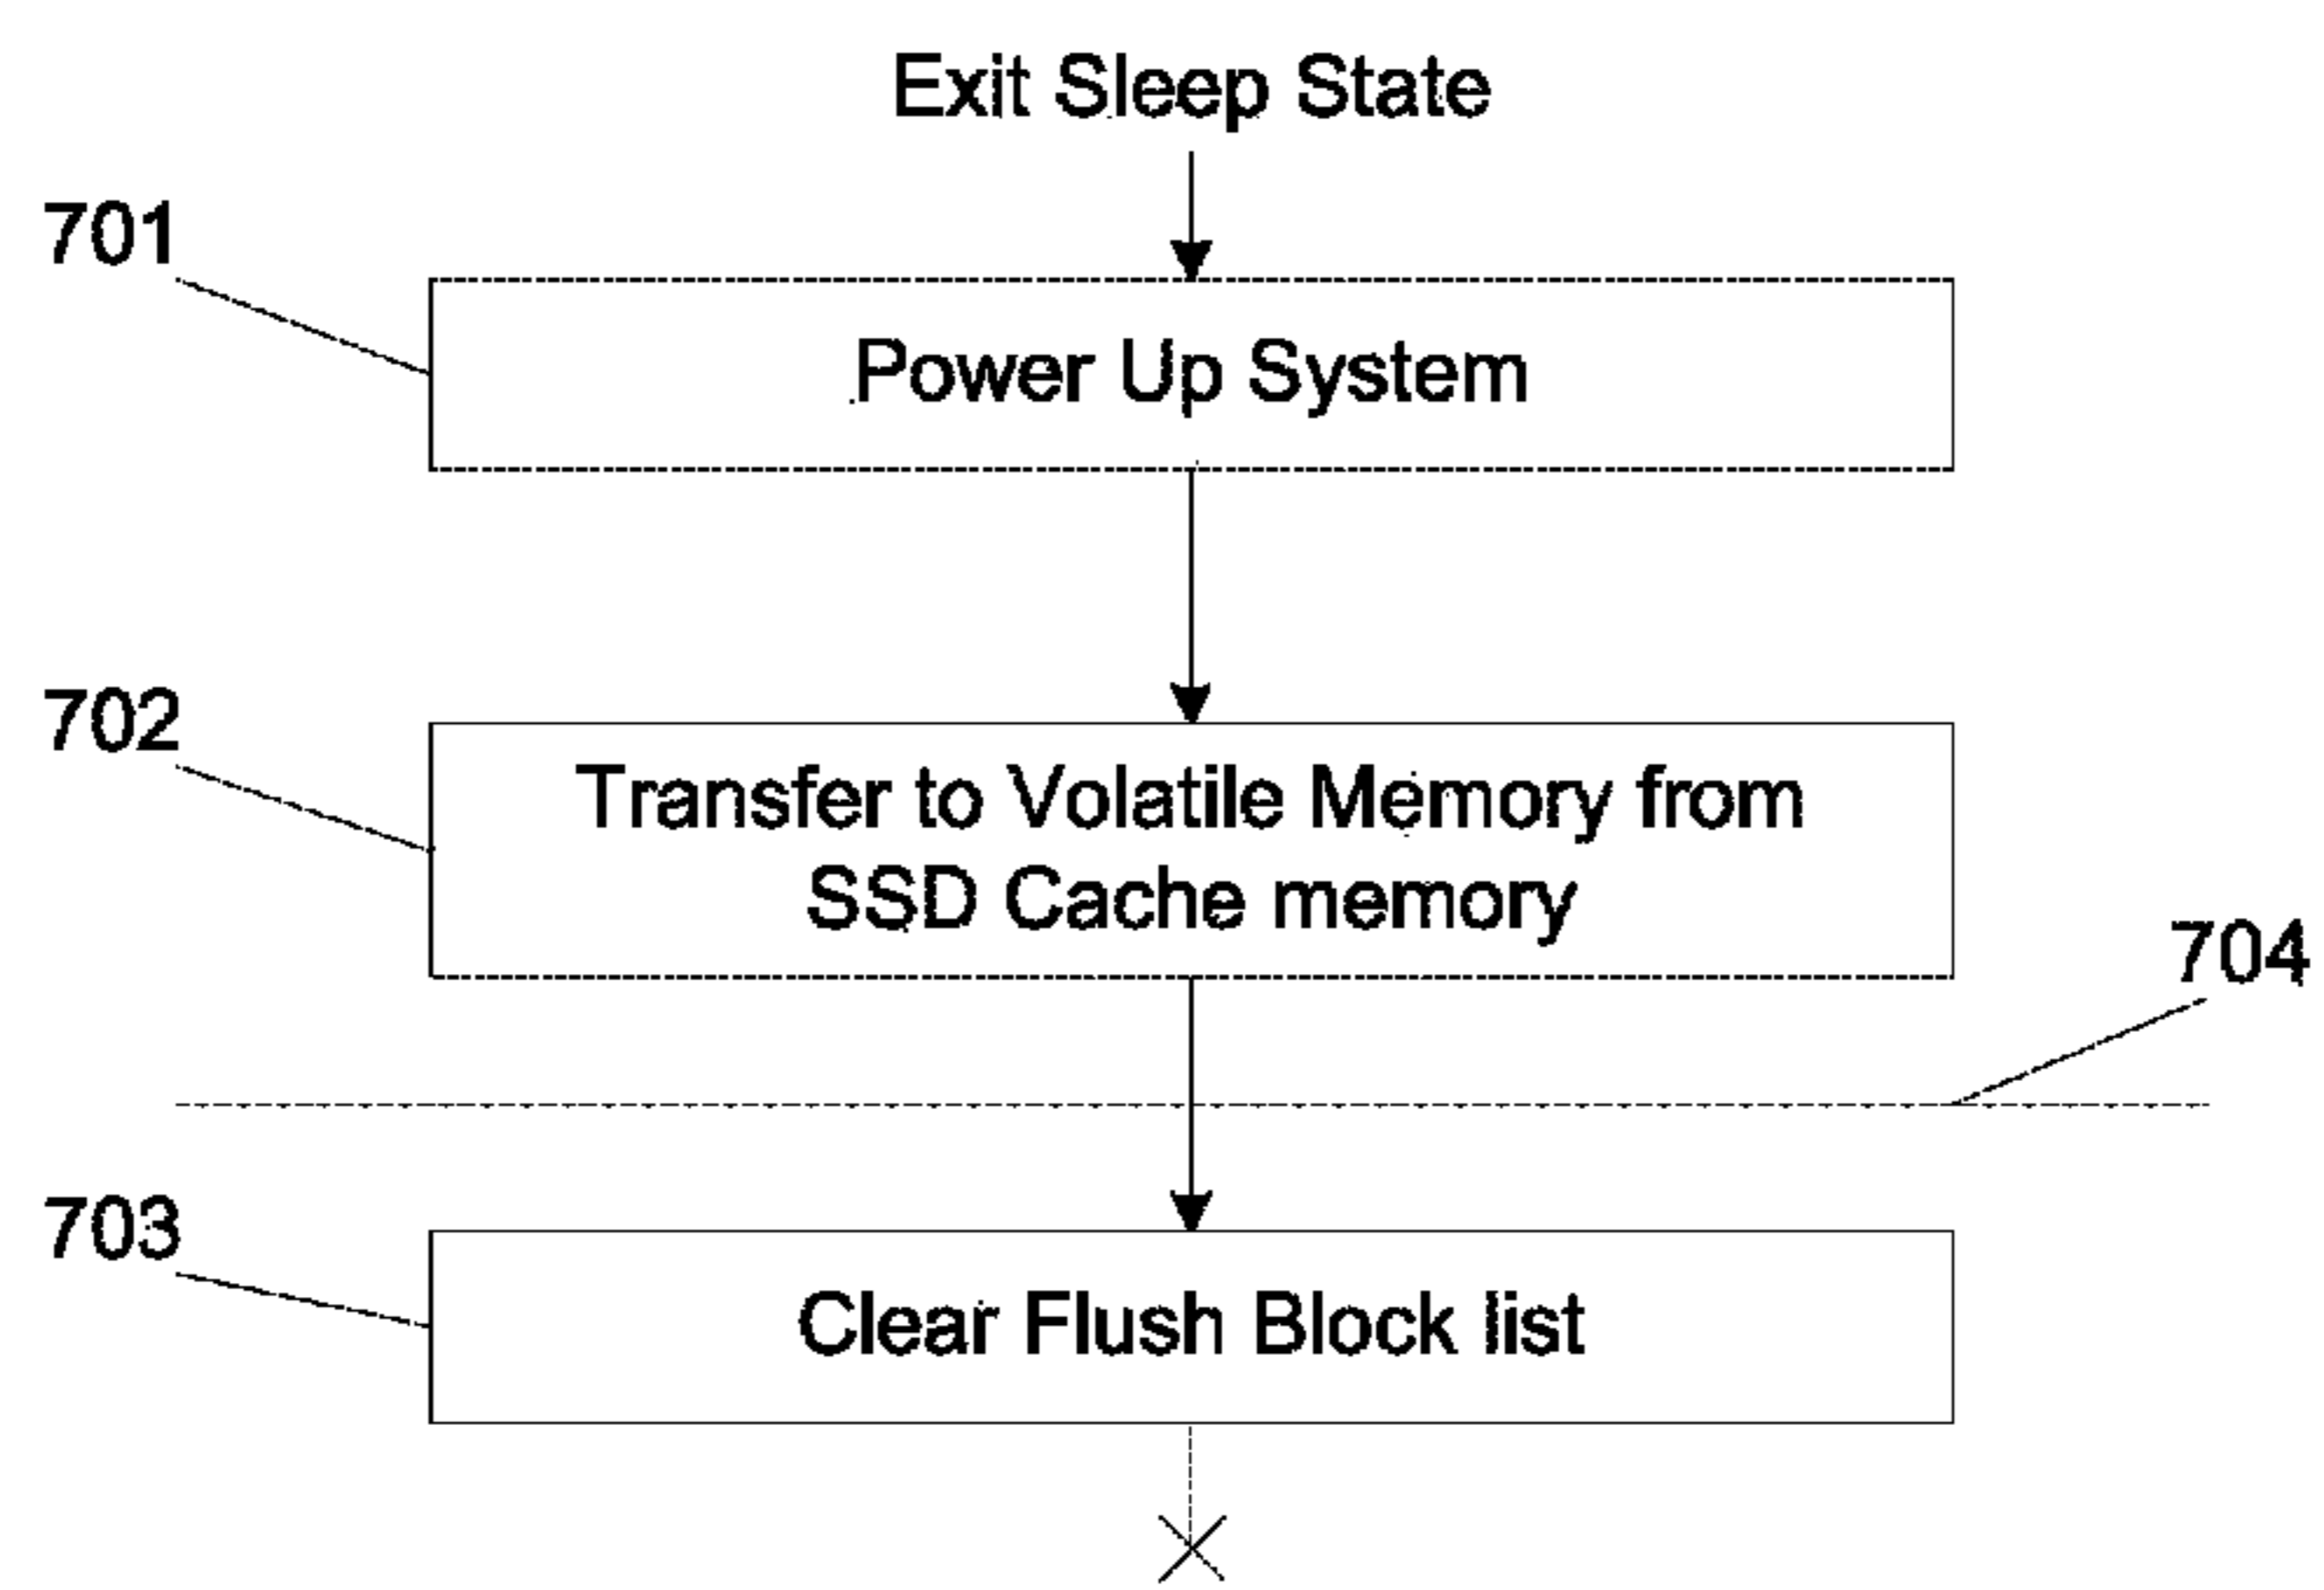 Exit Sleep State
701
Power Up System
702
Transfer to Volatile Memory from
SSD Cache memory
704
703
Clear Flush Block list